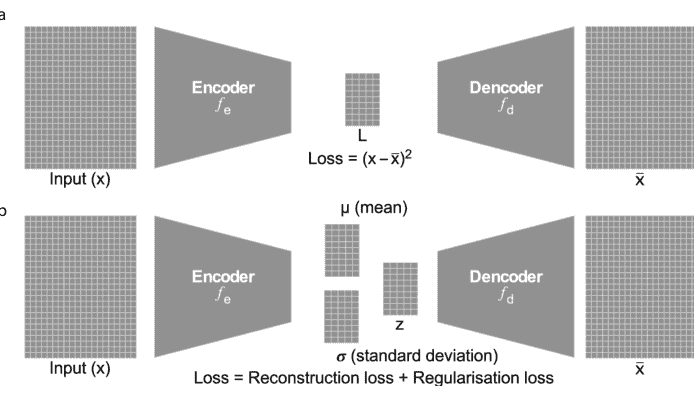 a
Encoder
fe
Dencoder
fd
L
Loss = (x – x̄)²
Input (x)
x̄
b
μ (mean)
Encoder
fe
Dencoder
fd
z
σ (standard deviation)
Input (x)
x̄
Loss = Reconstruction loss + Regularisation loss